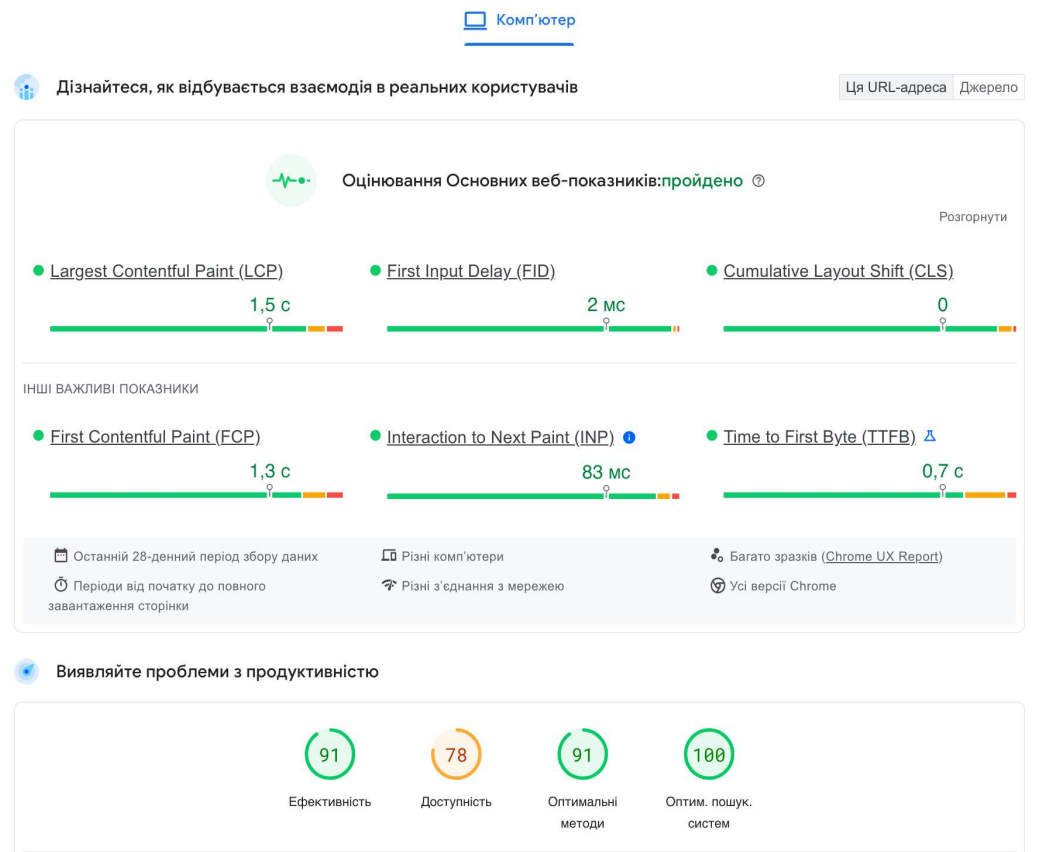 Комп'ютер
Дізнайтеся, як відбувається взаємодія в реальних користувачів
Ця URL-адреса Джерело
Оцінювання Основних веб-показників:пройдено
Розгорнути
Largest Contentful Paint (LCP)
1,5 с
First Input Delay (FID)
2 мс
Cumulative Layout Shift (CLS)
0
ІНШІ ВАЖЛИВІ ПОКАЗНИКИ
First Contentful Paint (FCP)
1,3 с
Interaction to Next Paint (INP)
83 мс
Time to First Byte (TTFB)
0,7 с
Останній 28-денний період збору даних
Різні комп'ютери
Багато зразків (Chrome UX Report)
Періоди від початку до повного
завантаження сторінки
Різні з'єднання з мережею
Усі версії Chrome
Виявляйте проблеми з продуктивністю
91
Ефективність
78
Доступність
91
Оптимальні
методи
100
Оптим. пошук.
систем